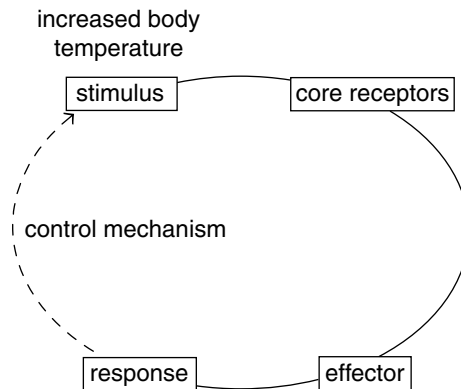 increased body
temperature
stimulus
core receptors
control mechanism
response
effector